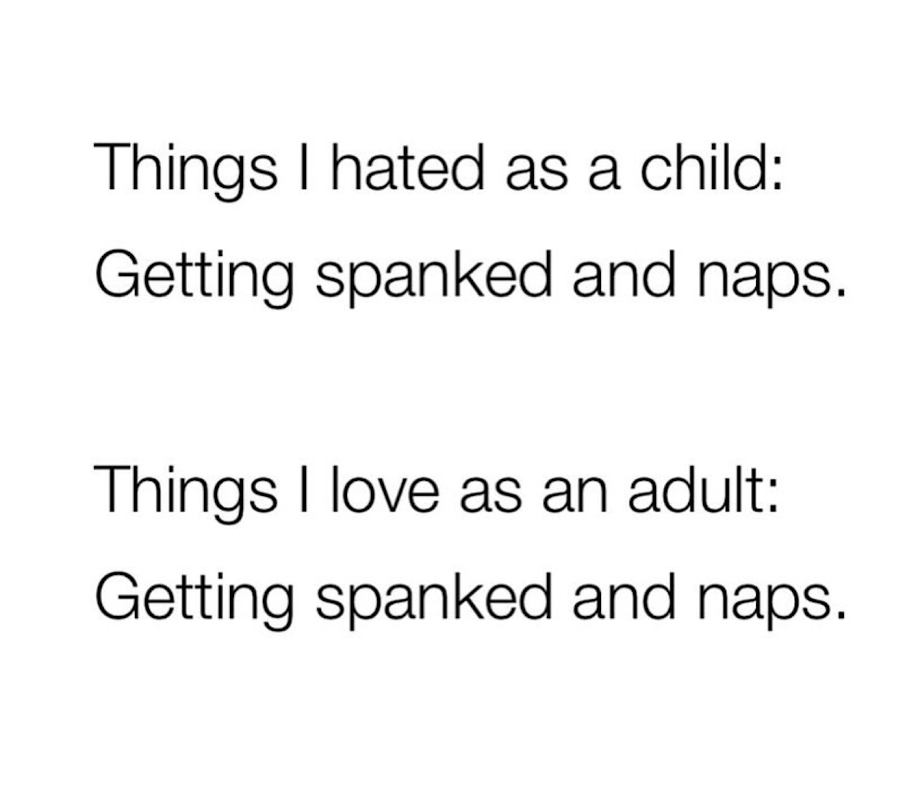 Things I hated as a child:
Getting spanked and naps.
Things I love as an adult:
Getting spanked and naps.